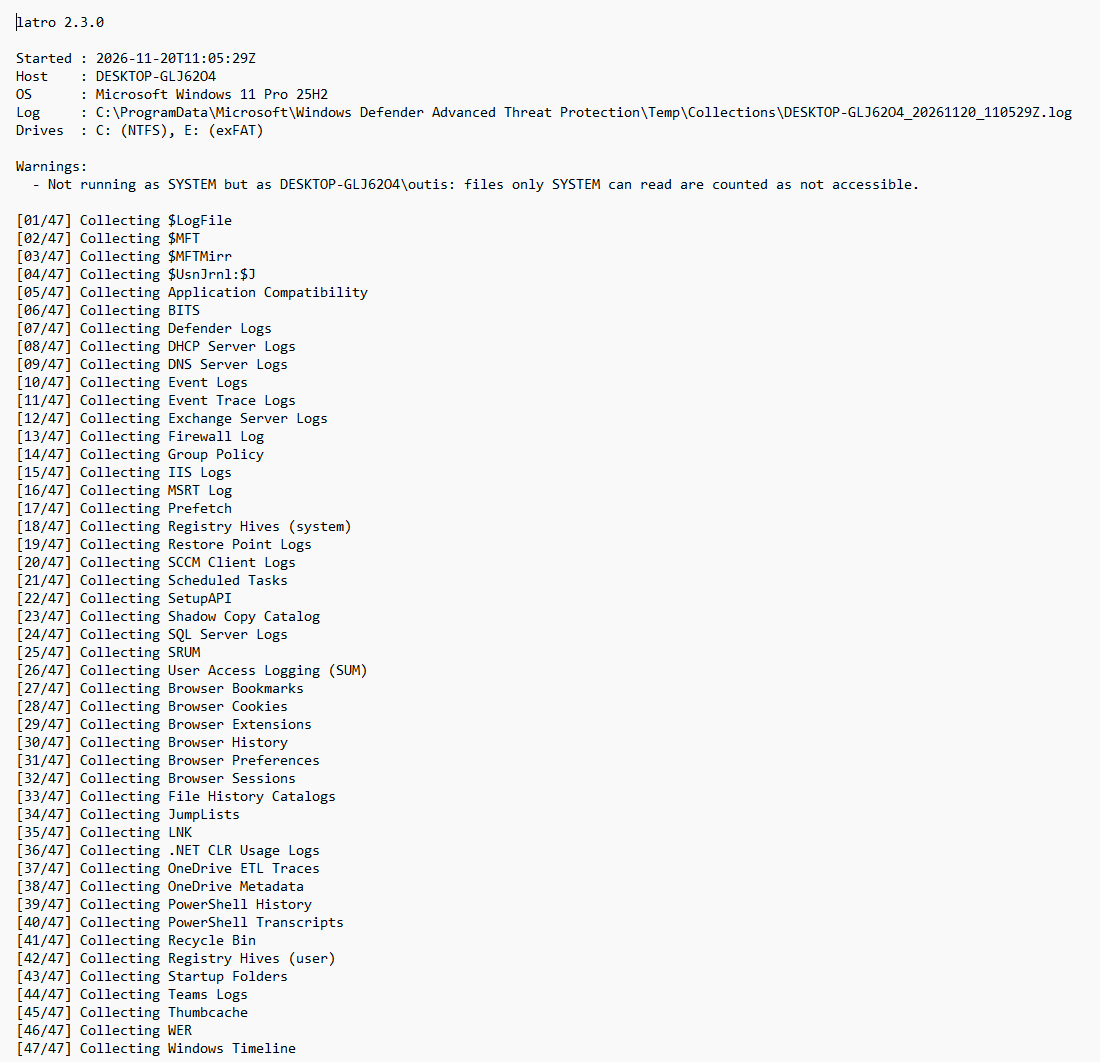 latro 2.3.0
Started : 2026-11-20T11:05:29Z
Host    : DESKTOP-GLJ62O4
OS      : Microsoft Windows 11 Pro 25H2
Log     : C:\ProgramData\Microsoft\Windows Defender Advanced Threat Protection\Temp\Collections\DESKTOP-GLJ62O4_20261120_110529Z.log
Drives  : C: (NTFS), E: (exFAT)
Warnings:
  - Not running as SYSTEM but as DESKTOP-GLJ62O4\outis: files only SYSTEM can read are counted as not accessible.
[01/47] Collecting $LogFile
[02/47] Collecting $MFT
[03/47] Collecting $MFTMirr
[04/47] Collecting $UsnJrnl:$J
[05/47] Collecting Application Compatibility
[06/47] Collecting BITS
[07/47] Collecting Defender Logs
[08/47] Collecting DHCP Server Logs
[09/47] Collecting DNS Server Logs
[10/47] Collecting Event Logs
[11/47] Collecting Event Trace Logs
[12/47] Collecting Exchange Server Logs
[13/47] Collecting Firewall Log
[14/47] Collecting Group Policy
[15/47] Collecting IIS Logs
[16/47] Collecting MSRT Log
[17/47] Collecting Prefetch
[18/47] Collecting Registry Hives (system)
[19/47] Collecting Restore Point Logs
[20/47] Collecting SCCM Client Logs
[21/47] Collecting Scheduled Tasks
[22/47] Collecting SetupAPI
[23/47] Collecting Shadow Copy Catalog
[24/47] Collecting SQL Server Logs
[25/47] Collecting SRUM
[26/47] Collecting User Access Logging (SUM)
[27/47] Collecting Browser Bookmarks
[28/47] Collecting Browser Cookies
[29/47] Collecting Browser Extensions
[30/47] Collecting Browser History
[31/47] Collecting Browser Preferences
[32/47] Collecting Browser Sessions
[33/47] Collecting File History Catalogs
[34/47] Collecting JumpLists
[35/47] Collecting LNK
[36/47] Collecting .NET CLR Usage Logs
[37/47] Collecting OneDrive ETL Traces
[38/47] Collecting OneDrive Metadata
[39/47] Collecting PowerShell History
[40/47] Collecting PowerShell Transcripts
[41/47] Collecting Recycle Bin
[42/47] Collecting Registry Hives (user)
[43/47] Collecting Startup Folders
[44/47] Collecting Teams Logs
[45/47] Collecting Thumbcache
[46/47] Collecting WER
[47/47] Collecting Windows Timeline